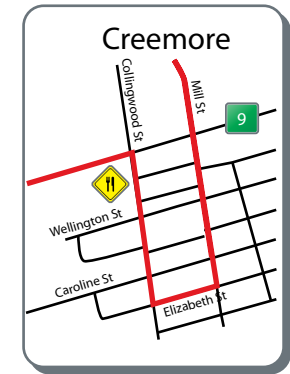 Creemore
Collingwood St
Mill St
9
Wellington St
Caroline St
Elizabeth St